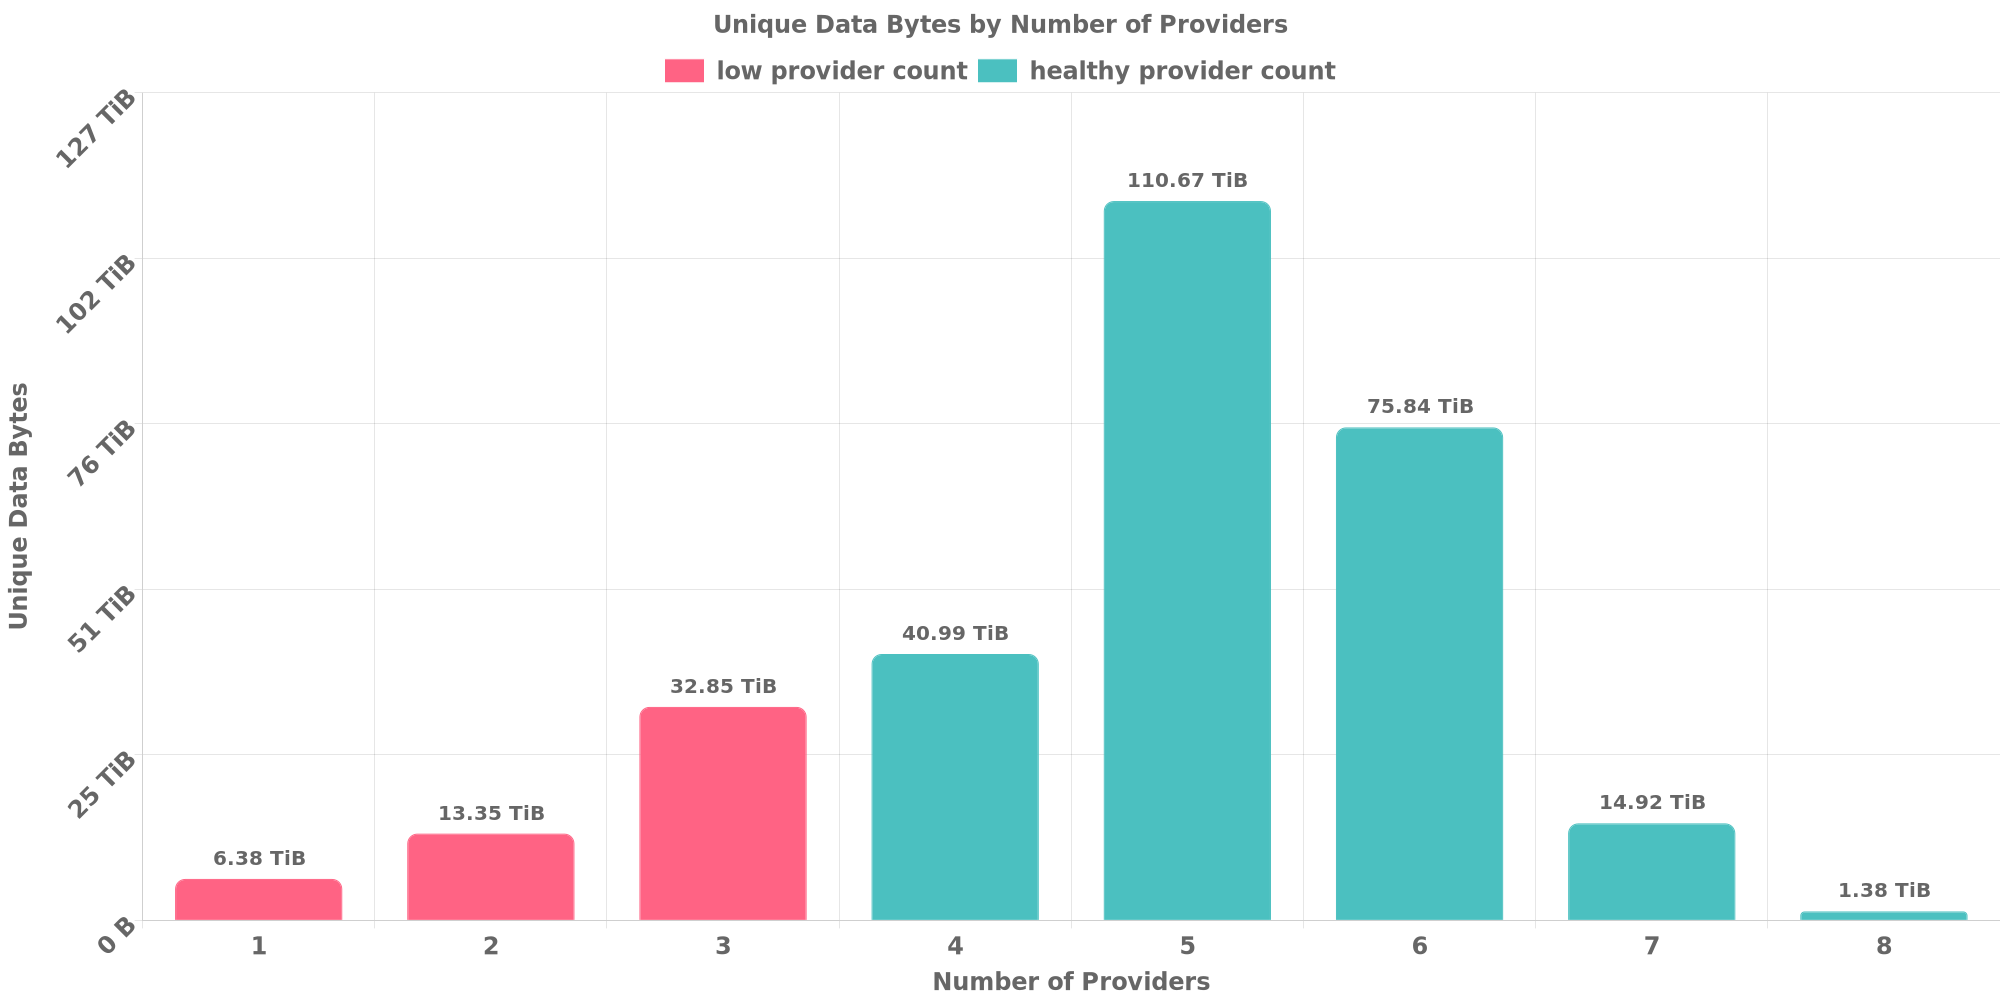 Unique Data Bytes by Number of Providers
low provider count healthy provider count
127 TiB
102 TiB
76 TiB
51 TiB
25 TiB
0 B
Unique Data Bytes
6.38 TiB
13.35 TiB
32.85 TiB
40.99 TiB
110.67 TiB
75.84 TiB
14.92 TiB
1.38 TiB
1 2 3 4 5 6 7 8
Number of Providers